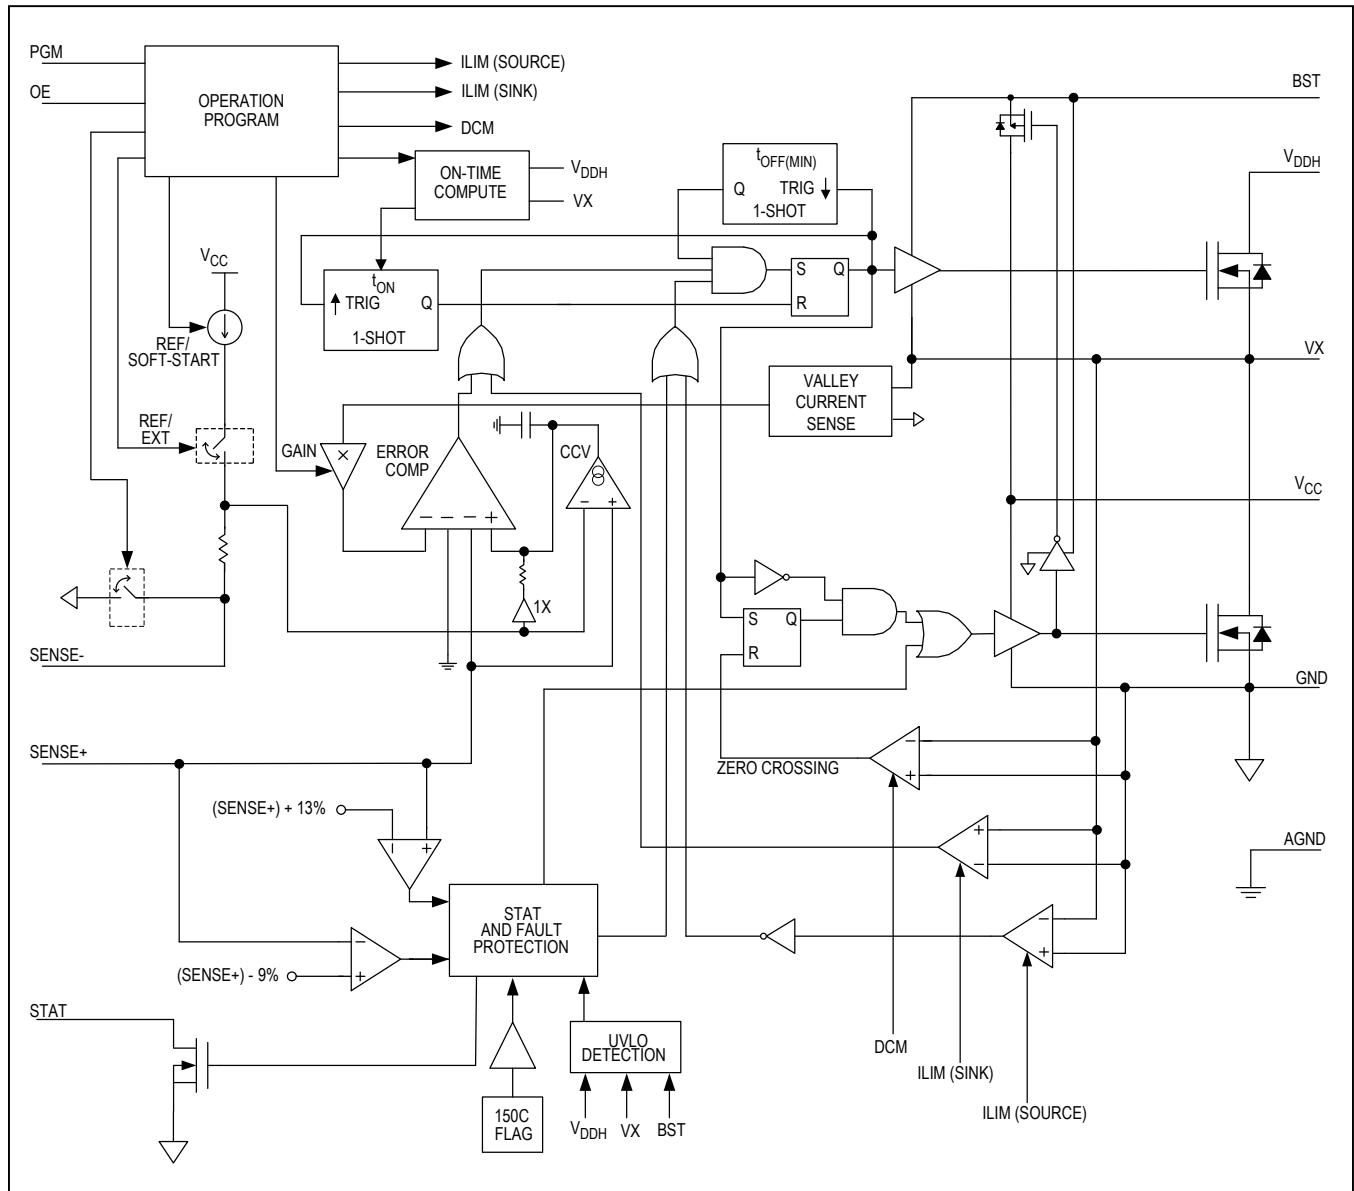 PGM
OE
OPERATION
PROGRAM
ILIM (SOURCE)
ILIM (SINK)
DCM
ON-TIME
COMPUTE
VDDH
VX
tOFF(MIN)
Q TRIG
1-SHOT
BST
VDDH
VCC
tON
TRIG Q
1-SHOT
S Q
R
REF/
SOFT-START
VX
VALLEY
CURRENT
SENSE
REF/
EXT
GAIN
×
ERROR
COMP
CCV
− +
− − − +
VCC
1X
S Q
R
SENSE-
GND
SENSE+
ZERO CROSSING
−
+
(SENSE+) + 13%
− +
+
−
AGND
STAT
AND FAULT
PROTECTION
−
+
−
+
(SENSE+) - 9%
STAT
UVLO
DETECTION
DCM
ILIM (SINK)
ILIM (SOURCE)
150C
FLAG
VDDH VX BST